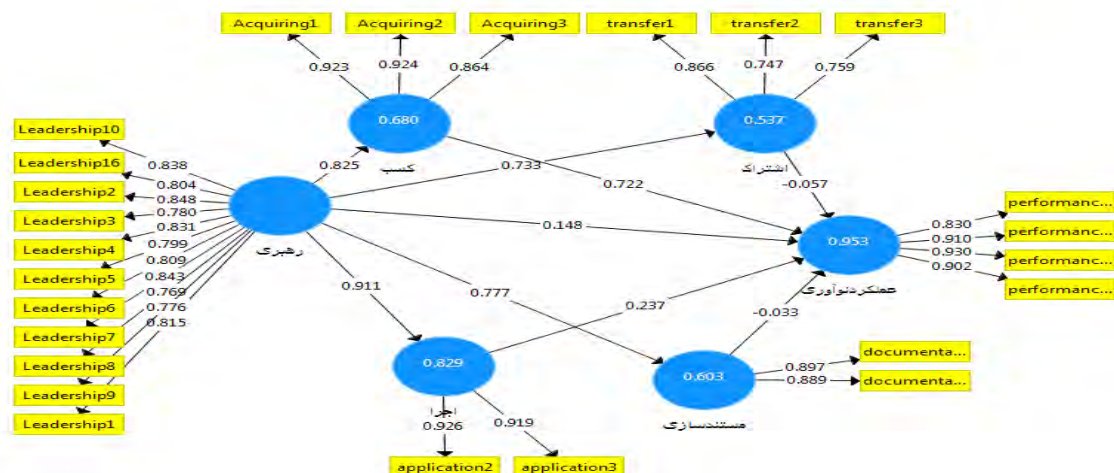 Acquiring1
Acquiring2
Acquiring3
transfer1
transfer2
transfer3
0.923
0.924
0.864
0.866
0.747
0.759
0.680
0.537
کسب
اشتراک
Leadership10
Leadership16
Leadership2
Leadership3
Leadership4
Leadership5
Leadership6
Leadership7
Leadership8
Leadership9
Leadership1
0.838
0.804
0.848
0.780
0.831
0.799
0.809
0.843
0.769
0.776
0.815
رهبری
0.825
0.733
0.722
-0.057
0.148
0.911
0.777
0.237
-0.033
0.953
عملکردنوآوری
0.830
0.910
0.930
0.902
performanc...
performanc...
performanc...
performanc...
0.829
اجرا
0.603
مستندسازی
0.897
0.889
documenta...
documenta...
0.926
0.919
application2
application3